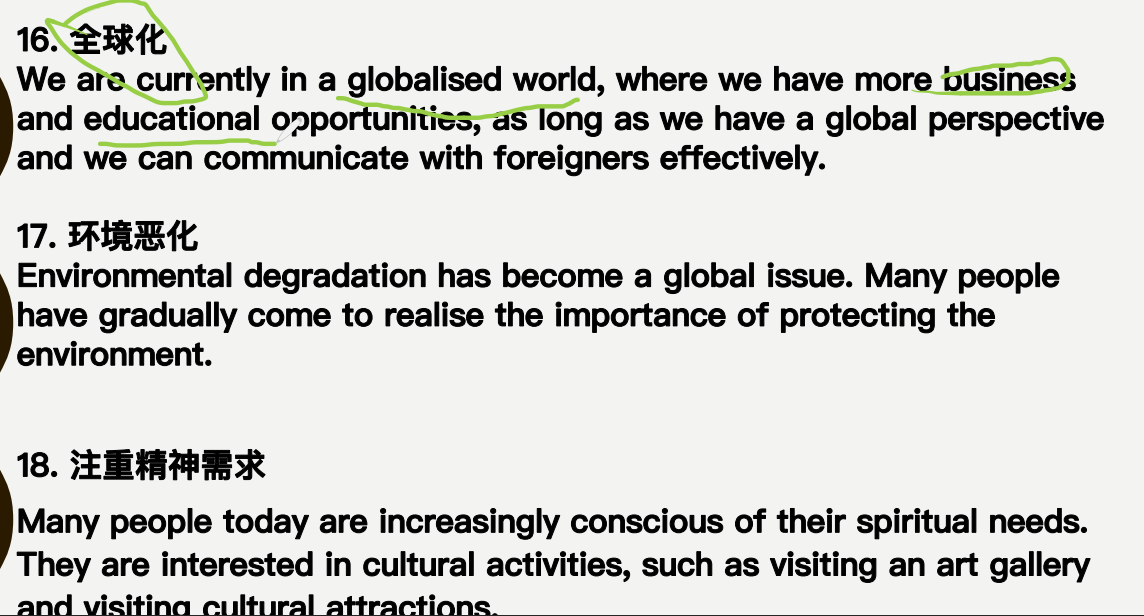 16. 全球化
We are currently in a globalised world, where we have more business
and educational opportunities, as long as we have a global perspective
and we can communicate with foreigners effectively.
17. 环境恶化
Environmental degradation has become a global issue. Many people
have gradually come to realise the importance of protecting the
environment.
18. 注重精神需求
Many people today are increasingly conscious of their spiritual needs.
They are interested in cultural activities, such as visiting an art gallery
and visiting cultural attractions.